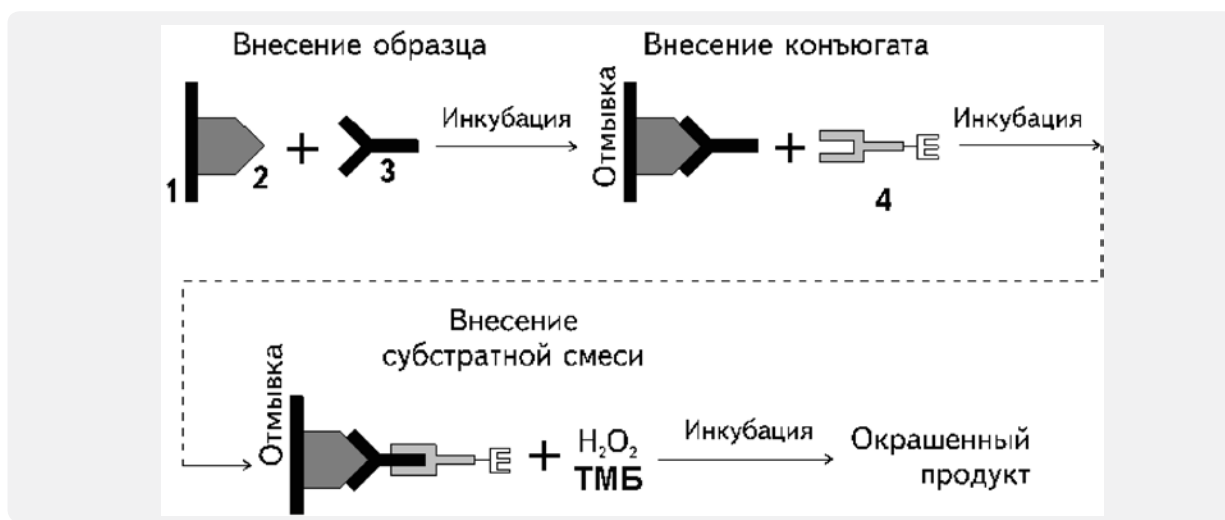 Внесение образца
Внесение конъюгата
1
2
+
3
Инкубация
Отмывка
+
E
4
Инкубация
Внесение
субстратной смеси
Отмывка
E
+
H₂O₂
ТМБ
Инкубация
Окрашенный
продукт